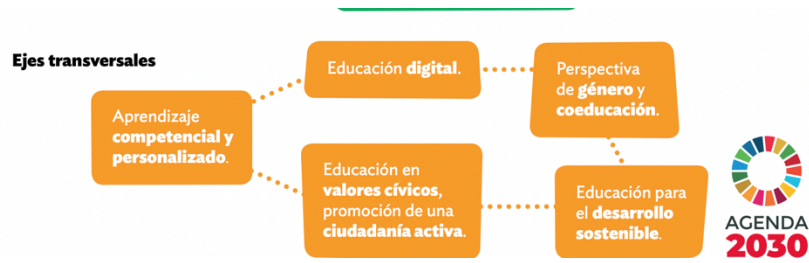 Ejes transversales
Aprendizaje
competencial y
personalizado.
Educación digital.
Perspectiva
de género y
coeducación.
Educación en
valores cívicos,
promoción de una
ciudadanía activa.
Educación para
el desarrollo
sostenible.
AGENDA
2030